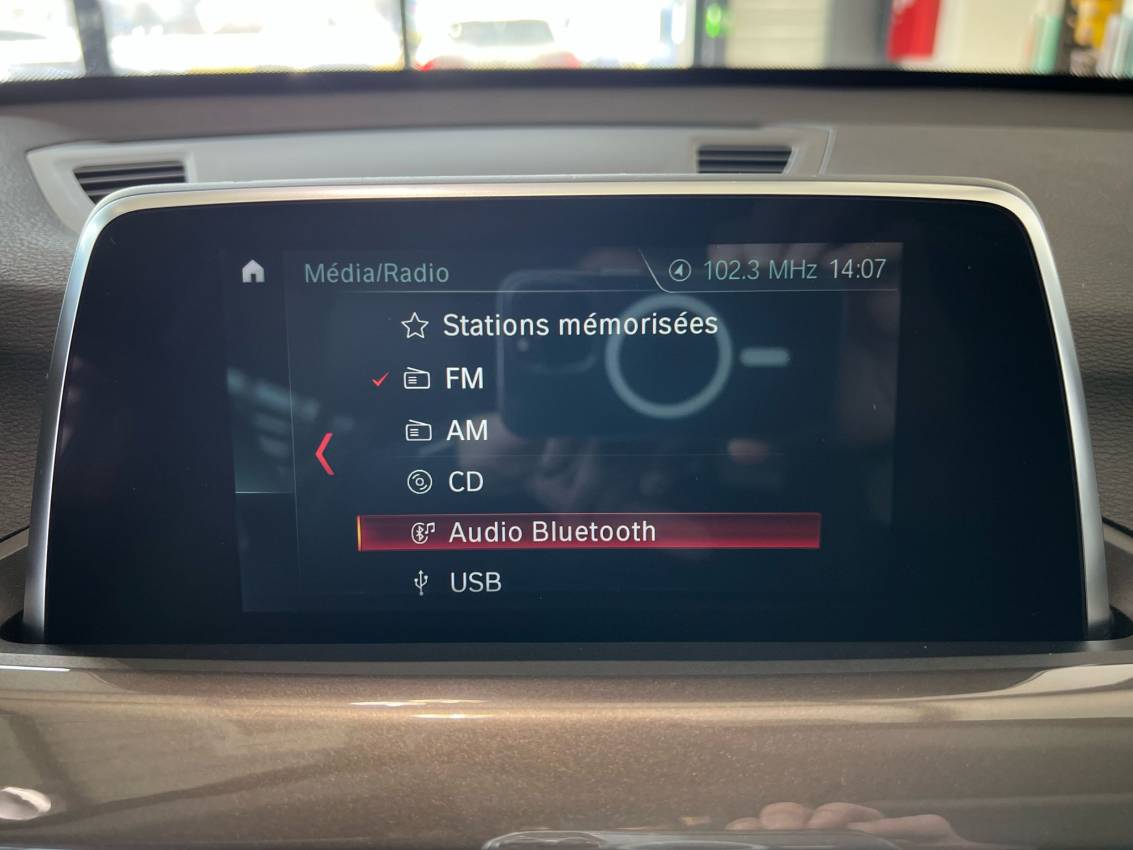 Média/Radio
102.3 MHz 14:07
Stations mémorisées
FM
AM
CD
Audio Bluetooth
USB